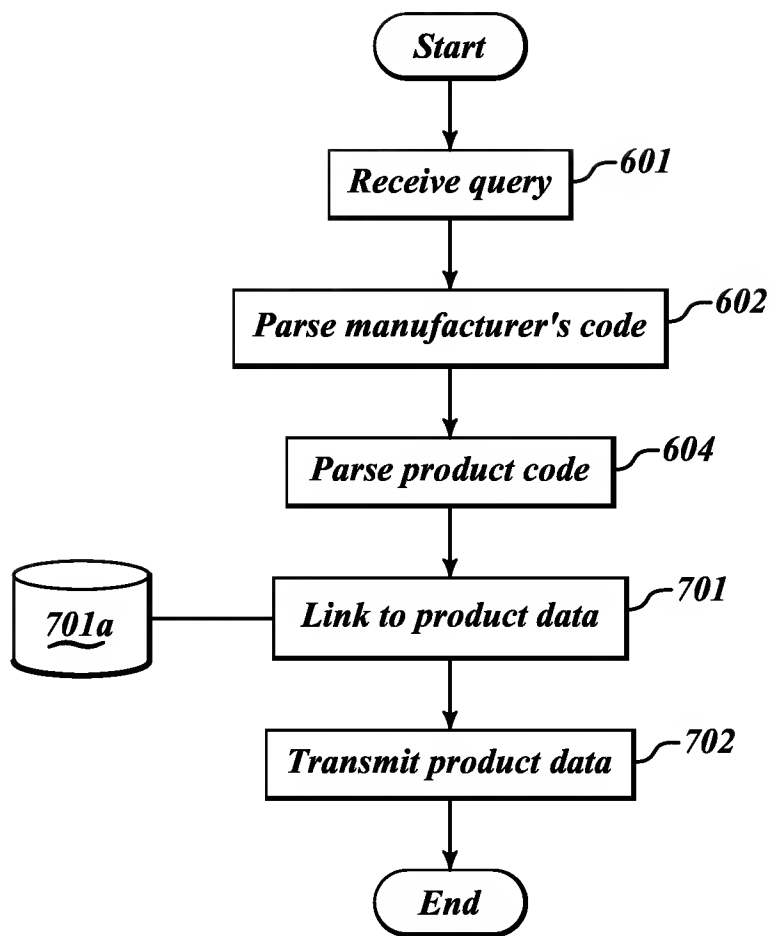 Start
Receive query
601
Parse manufacturer's code
602
Parse product code
604
701a
Link to product data
701
Transmit product data
702
End